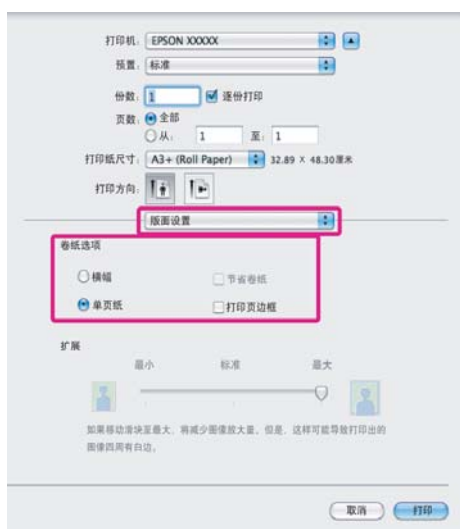 打印机: EPSON XXXXX
预置: 标准
份数: 1 逐份打印
页数: 全部
从: 1 至: 1
打印纸尺寸: A3+ (Roll Paper) 32.89 × 48.30厘米
打印方向:
版面设置
卷纸选项
横幅 节省卷纸
单页纸 打印页边框
扩展
最小 标准 最大
如果移动滑块至最大, 将减少图像放大量, 但是, 这样可能导致打印出的
图像四周有白边。
取消 打印